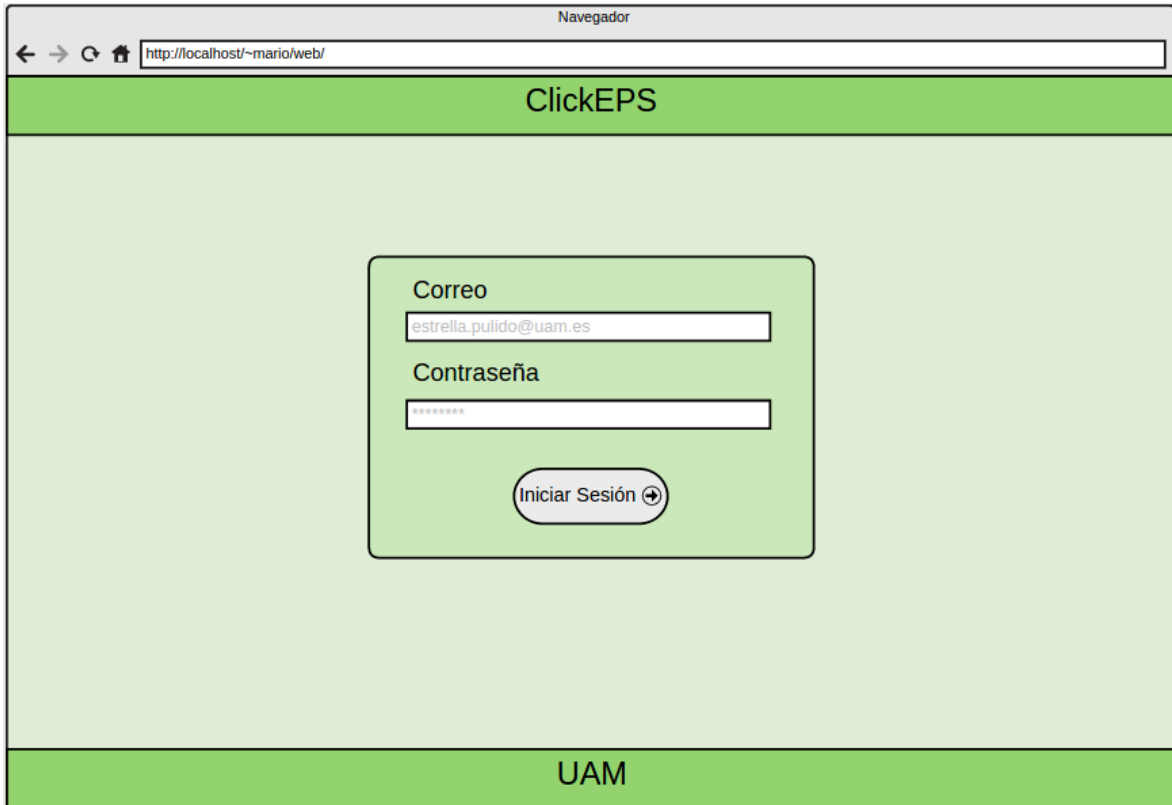 Navegador
http://localhost/~mario/web/
ClickEPS
Correo
estrella.pulido@uam.es
Contraseña
********
Iniciar Sesión
UAM